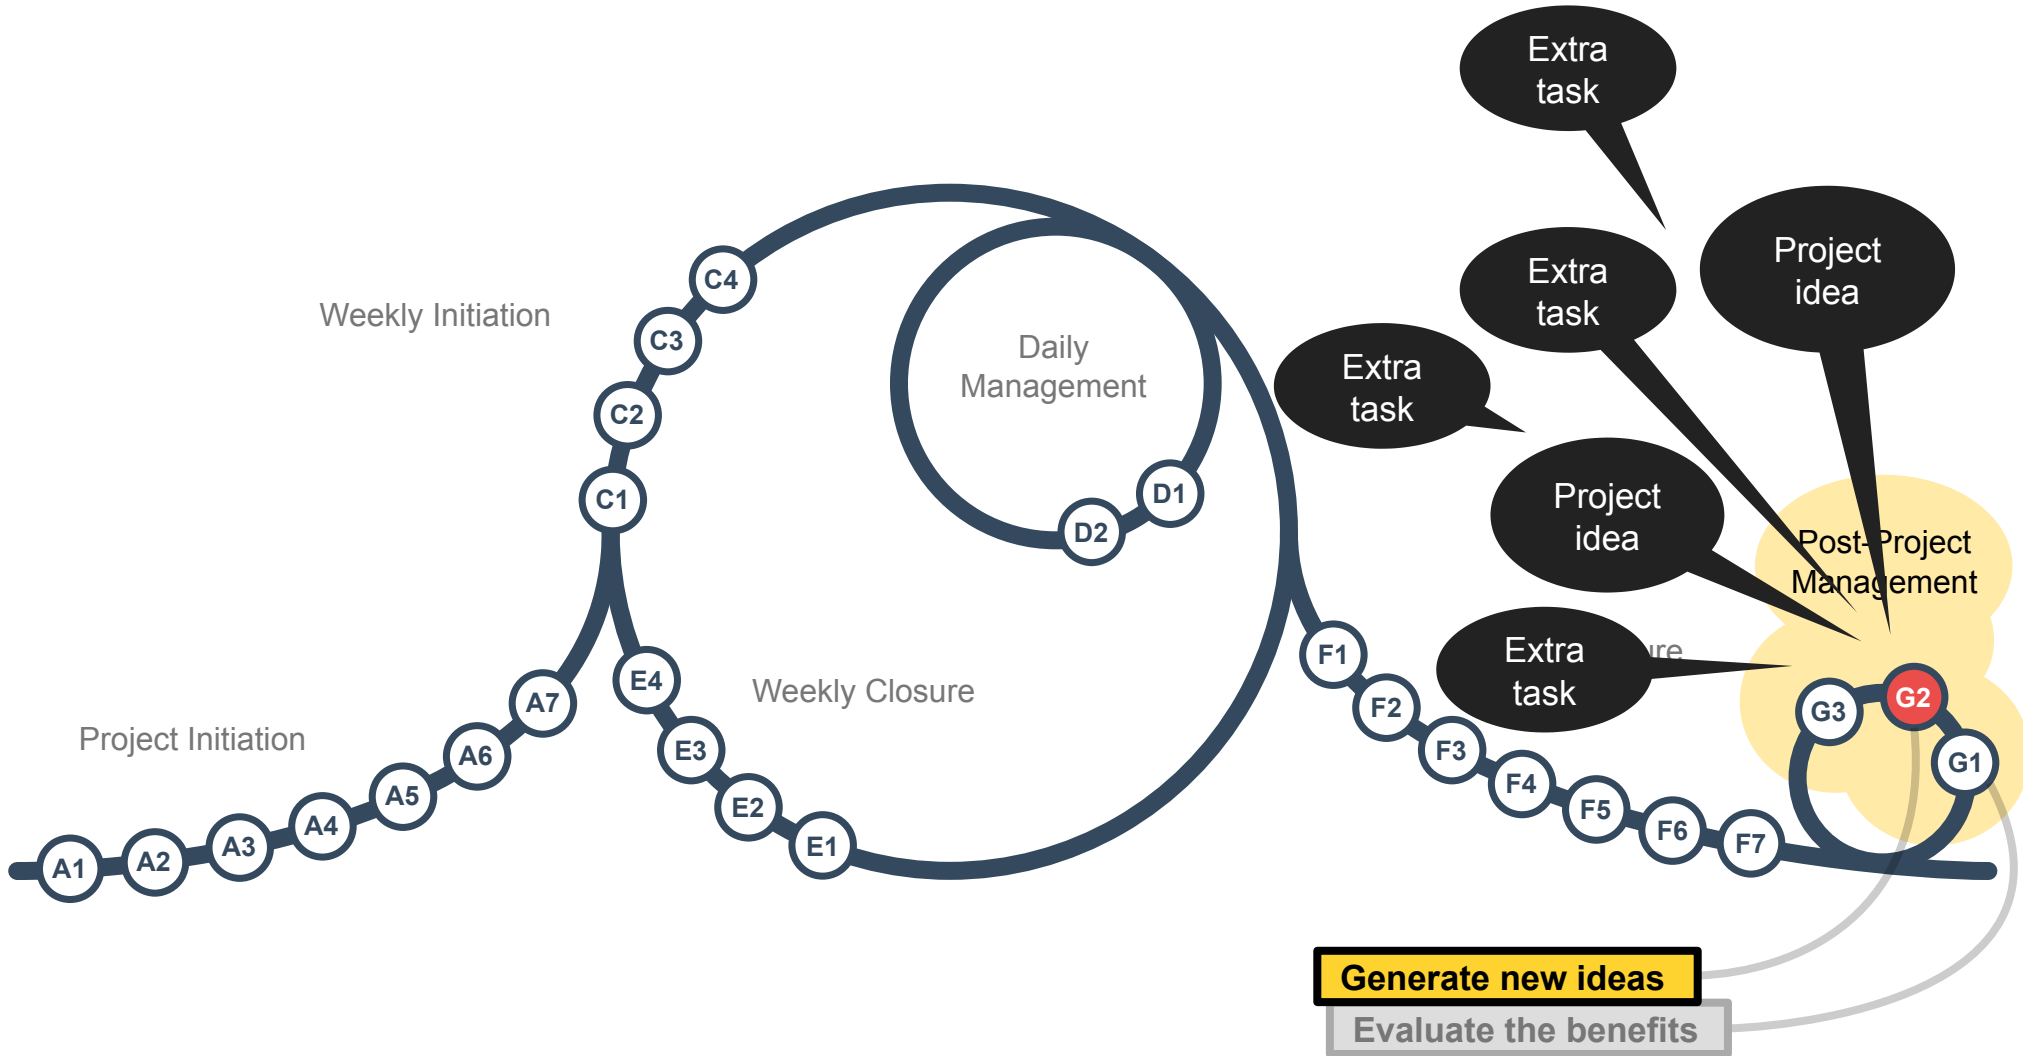 Extra
task
Extra
task
Project
idea
Weekly Initiation
C4
C3
C2
C1
Daily
Management
D1
D2
Extra
task
Project
idea
Post-Project
Management
Extra
task
G3
G2
G1
Project Initiation
A1
A2
A3
A4
A5
A6
A7
E4
E3
E2
E1
Weekly Closure
F1
F2
F3
F4
F5
F6
F7
Generate new ideas
Evaluate the benefits